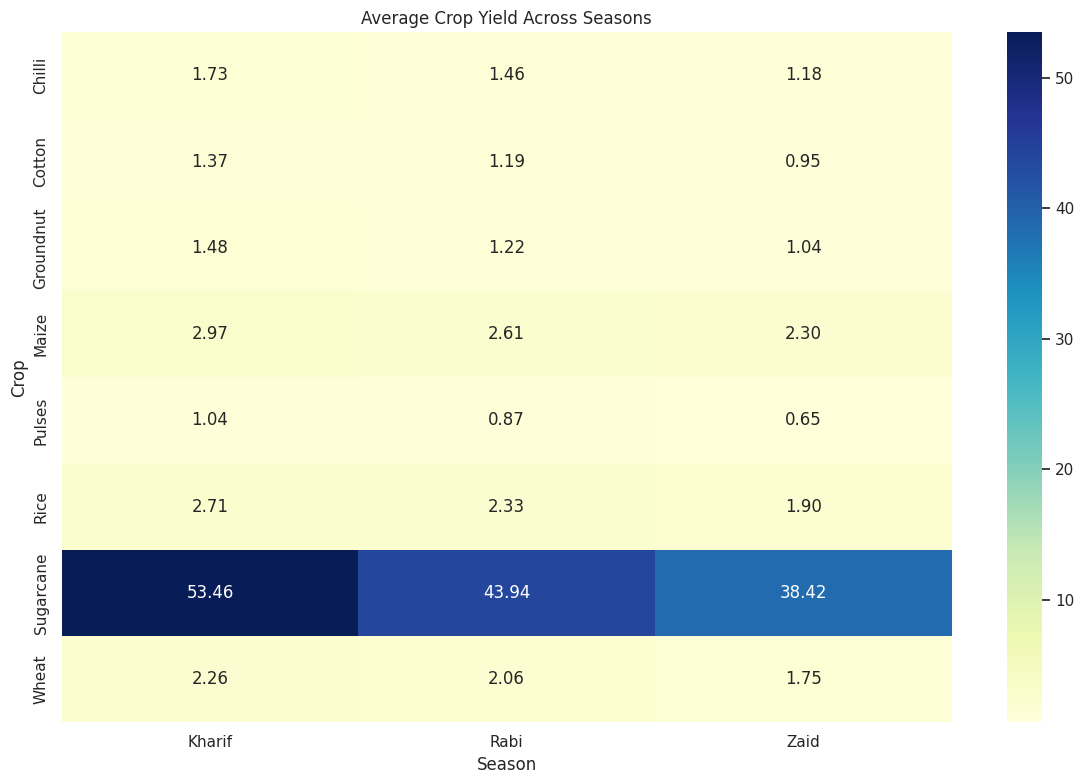 Average Crop Yield Across Seasons
Chilli 1.73 1.46 1.18
Cotton 1.37 1.19 0.95
Groundnut 1.48 1.22 1.04
Maize 2.97 2.61 2.30
Pulses 1.04 0.87 0.65
Rice 2.71 2.33 1.90
Sugarcane 53.46 43.94 38.42
Wheat 2.26 2.06 1.75
Crop
Kharif Rabi Zaid
Season
50
40
30
20
10